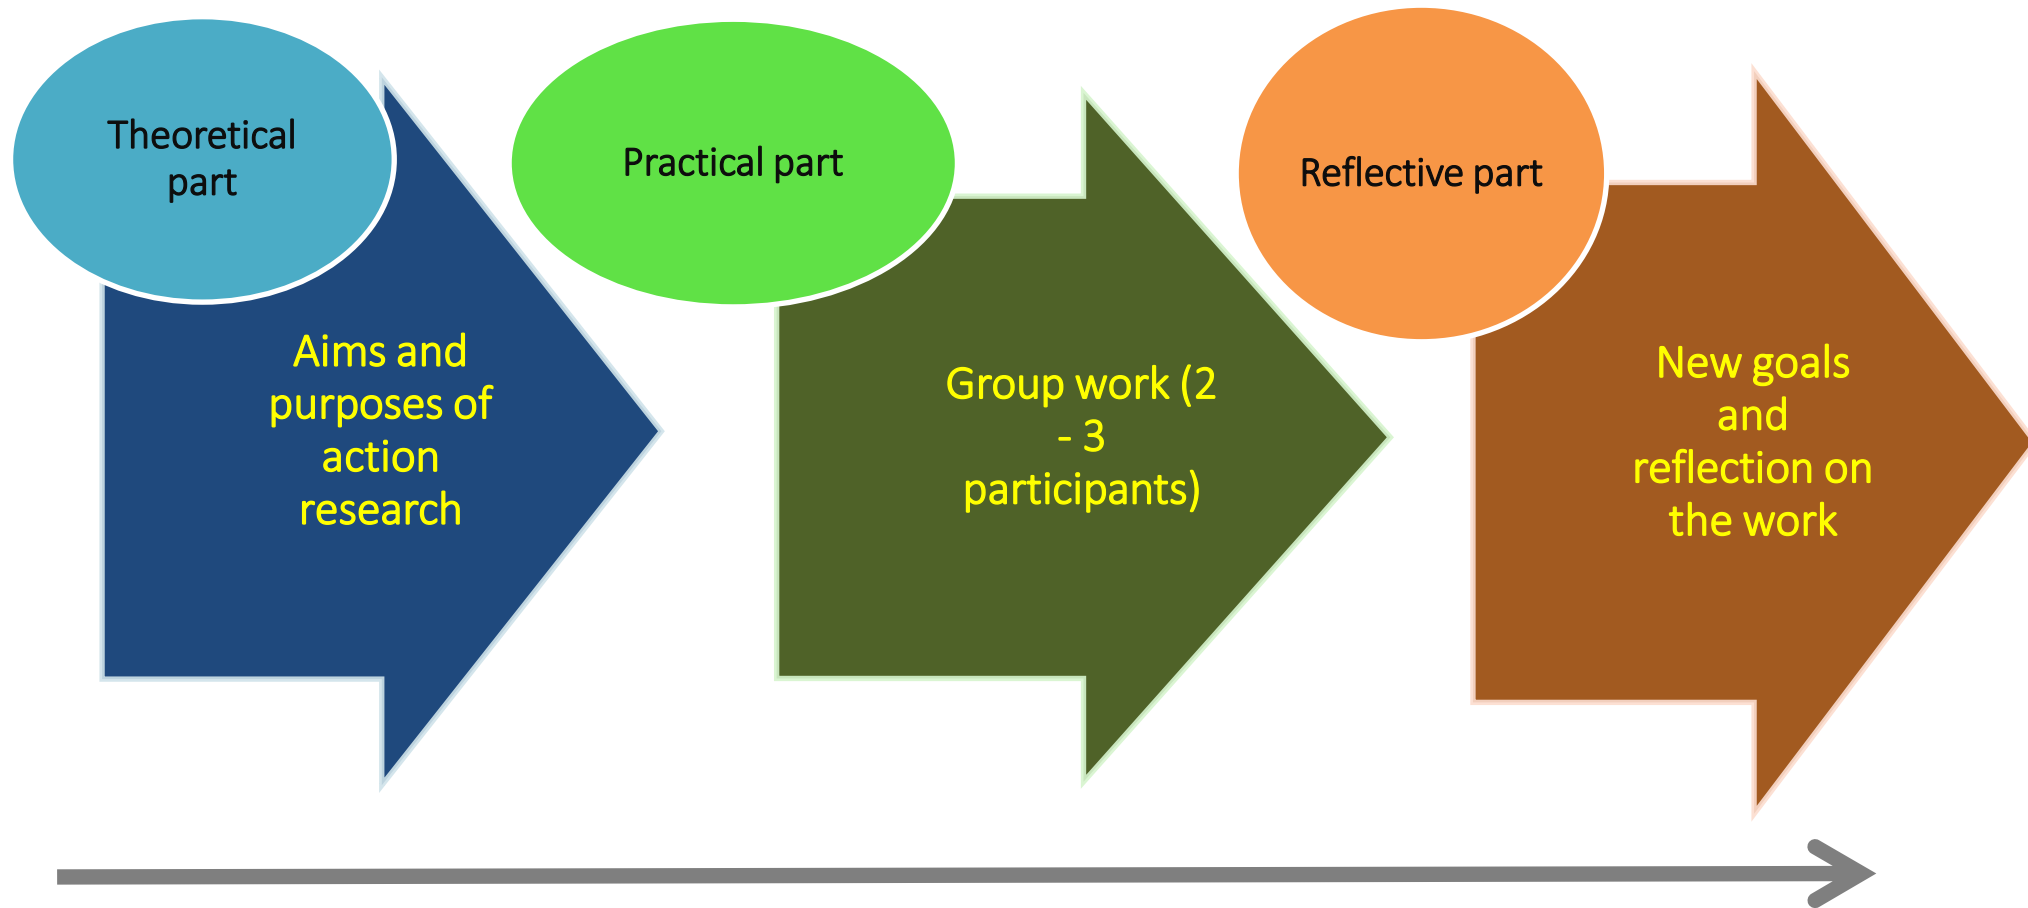 Theoretical
part
Aims and
purposes of
action
research
Practical part
Group work (2
- 3
participants)
Reflective part
New goals
and
reflection on
the work